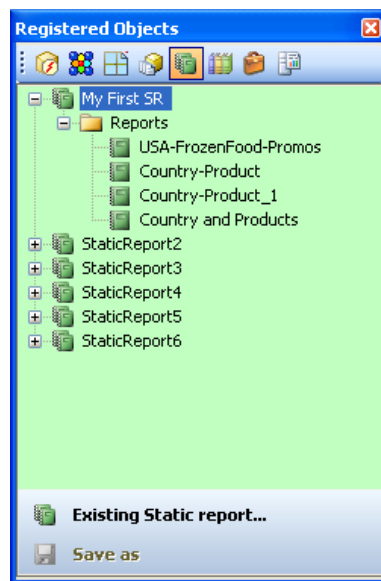 Registered Objects
My First SR
Reports
USA-FrozenFood-Promos
Country-Product
Country-Product_1
Country and Products
StaticReport2
StaticReport3
StaticReport4
StaticReport5
StaticReport6
Existing Static report...
Save as